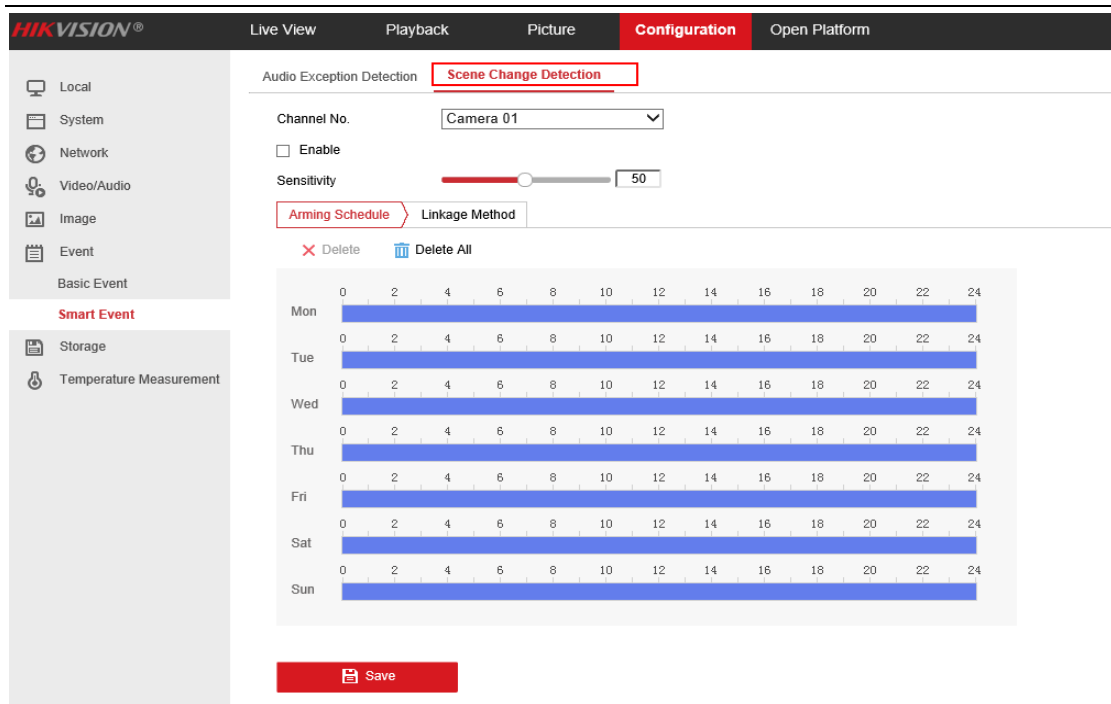 HIKVISION®
Live View Playback Picture Configuration Open Platform
Local
System
Network
Video/Audio
Image
Event
Basic Event
Smart Event
Storage
Temperature Measurement
Audio Exception Detection Scene Change Detection
Channel No. Camera 01
Enable
Sensitivity 50
Arming Schedule Linkage Method
Delete Delete All
0 2 4 6 8 10 12 14 16 18 20 22 24
Mon
0 2 4 6 8 10 12 14 16 18 20 22 24
Tue
0 2 4 6 8 10 12 14 16 18 20 22 24
Wed
0 2 4 6 8 10 12 14 16 18 20 22 24
Thu
0 2 4 6 8 10 12 14 16 18 20 22 24
Fri
0 2 4 6 8 10 12 14 16 18 20 22 24
Sat
0 2 4 6 8 10 12 14 16 18 20 22 24
Sun
Save